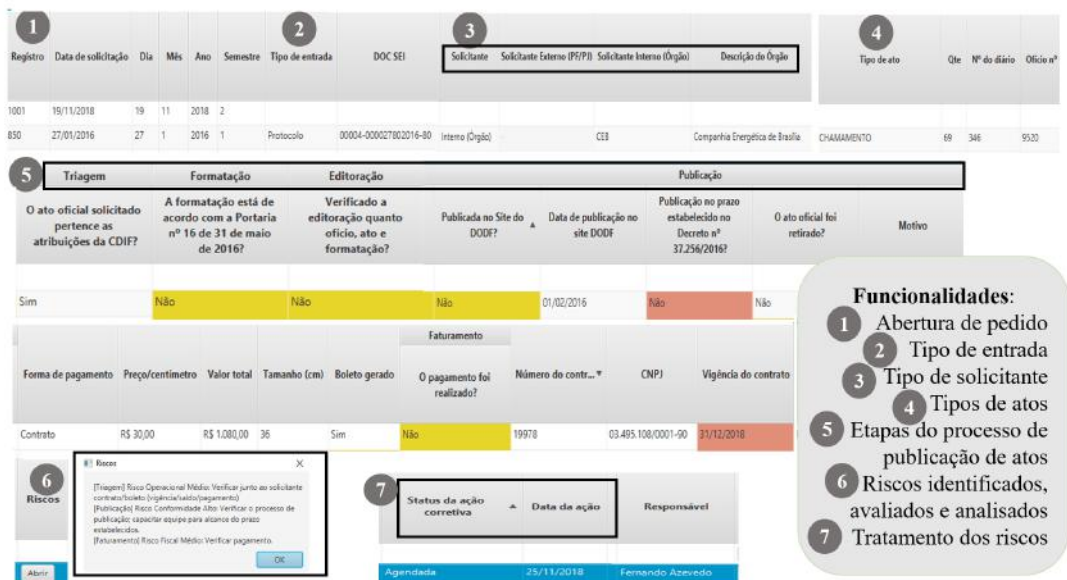 1
2
3
4
Registro Data de solicitação Dia Mês Ano Semestre Tipo de entrada DOC SEI Solicitante Solicitante Externo (PF/PJ) Solicitante Interno (Órgão) Descrição do Órgão Tipo de ato Qte Nº do diário Ofício nº
1001 19/11/2018 19 11 2018 2
850 27/01/2016 27 1 2016 1 Protocolo 00004-000027802016-80 Interno (Órgão) CEB Companhia Energética de Brasília CHAMAMENTO 69 346 9520
5 Triagem Formatação Editoração Publicação
O ato oficial solicitado
pertence as
atribuições da CDIF?
A formatação está de
acordo com a Portaria
nº 16 de 31 de maio
de 2016?
Verificado a
editoração quanto
oficio, ato e
formatação?
Publicada no Site do
DODF?
Data de publicação no
site DODF
Publicação no prazo
estabelecido no
Decreto nº
37.256/2016?
O ato oficial foi
retirado?
Motivo
Sim Não Não Não 01/02/2016 Não Não
Faturamento
Forma de pagamento Preço/centímetro Valor total Tamanho (cm) Boleto gerado
O pagamento foi
realizado?
Número do contr... CNPJ Vigência do contrato
Contrato R$ 30,00 R$ 1.080,00 36 Sim Não 19978 03.495.108/0001-90 31/12/2018
6
Riscos
Abrir
Riscos
[Triagem] Risco Operacional Médio: Verificar junto ao solicitante
contrato/boleto (vigência/saldo/pagamento)
[Publicação] Risco Conformidade Alto: Verificar o processo de
publicação; capacitar equipe para alcance do prazo
estabelecidos.
[Faturamento] Risco Fiscal Médio: Verificar pagamento.
OK
7
Status da ação
corretiva
Data da ação
Responsável
Agendada 25/11/2018 Fernando Azevedo
Funcionalidades:
1 Abertura de pedido
2 Tipo de entrada
3 Tipo de solicitante
4 Tipos de atos
5 Etapas do processo de
publicação de atos
6 Riscos identificados,
avaliados e analisados
7 Tratamento dos riscos